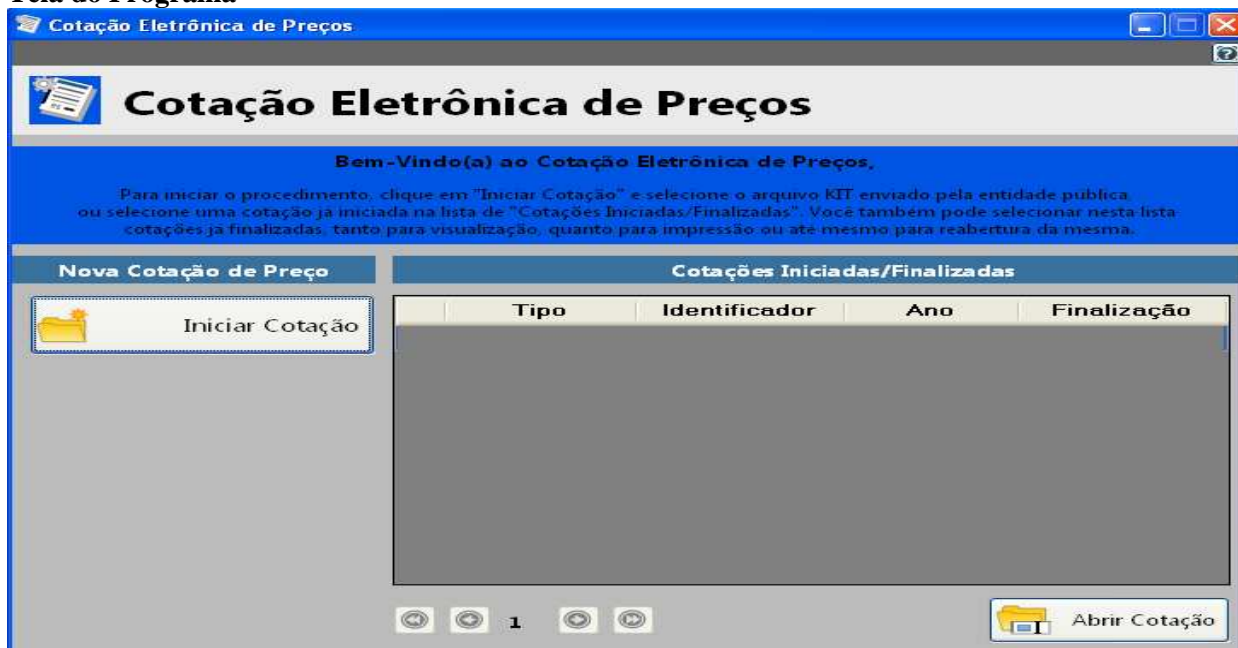 Tela do Programa
Cotação Eletrônica de Preços
Cotação Eletrônica de Preços
Bem-Vindo(a) ao Cotação Eletrônica de Preços,
Para iniciar o procedimento, clique em "Iniciar Cotação" e selecione o arquivo KIT enviado pela entidade pública,
ou selecione uma cotação já iniciada na lista de "Cotações Iniciadas/Finalizadas". Você também pode selecionar nesta lista
cotações já finalizadas, tanto para visualização, quanto para impressão ou até mesmo para reabertura da mesma.
Nova Cotação de Preço
Cotações Iniciadas/Finalizadas
Iniciar Cotação
Tipo Identificador Ano Finalização
1
Abrir Cotação